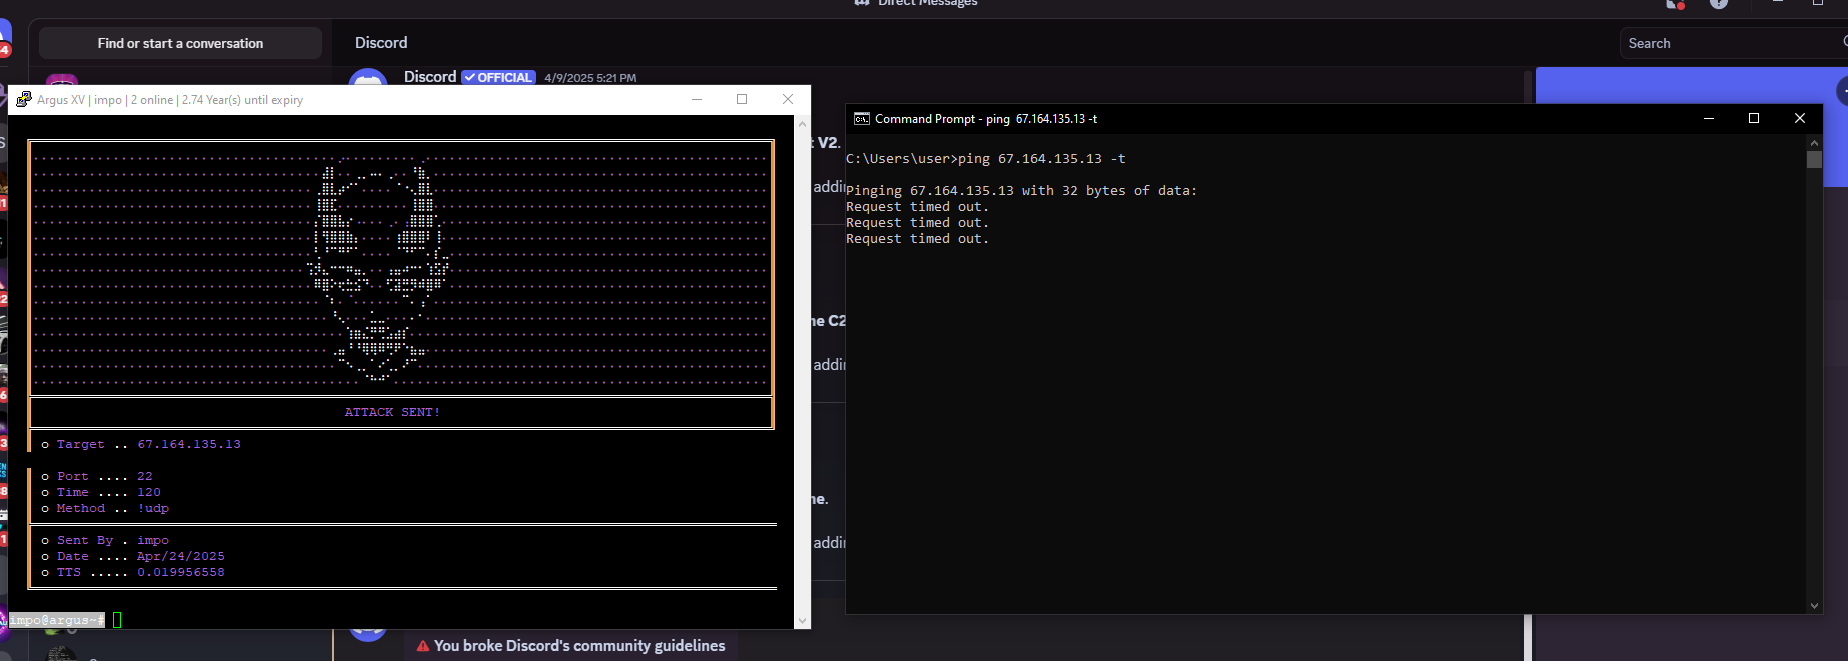 Direct Messages
Find or start a conversation
Discord
Search
Discord OFFICIAL 4/9/2025 5:21 PM
Argus XV | impo | 2 online | 2.74 Year(s) until expiry
ATTACK SENT!
o Target .. 67.164.135.13
o Port .... 22
o Time .... 120
o Method .. !udp
o Sent By . impo
o Date .... Apr/24/2025
o TTS ..... 0.019956558
impo@argus~#
V2.
addi
C2
addi
addi
Command Prompt - ping 67.164.135.13 -t
C:\Users\user>ping 67.164.135.13 -t
Pinging 67.164.135.13 with 32 bytes of data:
Request timed out.
Request timed out.
Request timed out.
You broke Discord's community guidelines